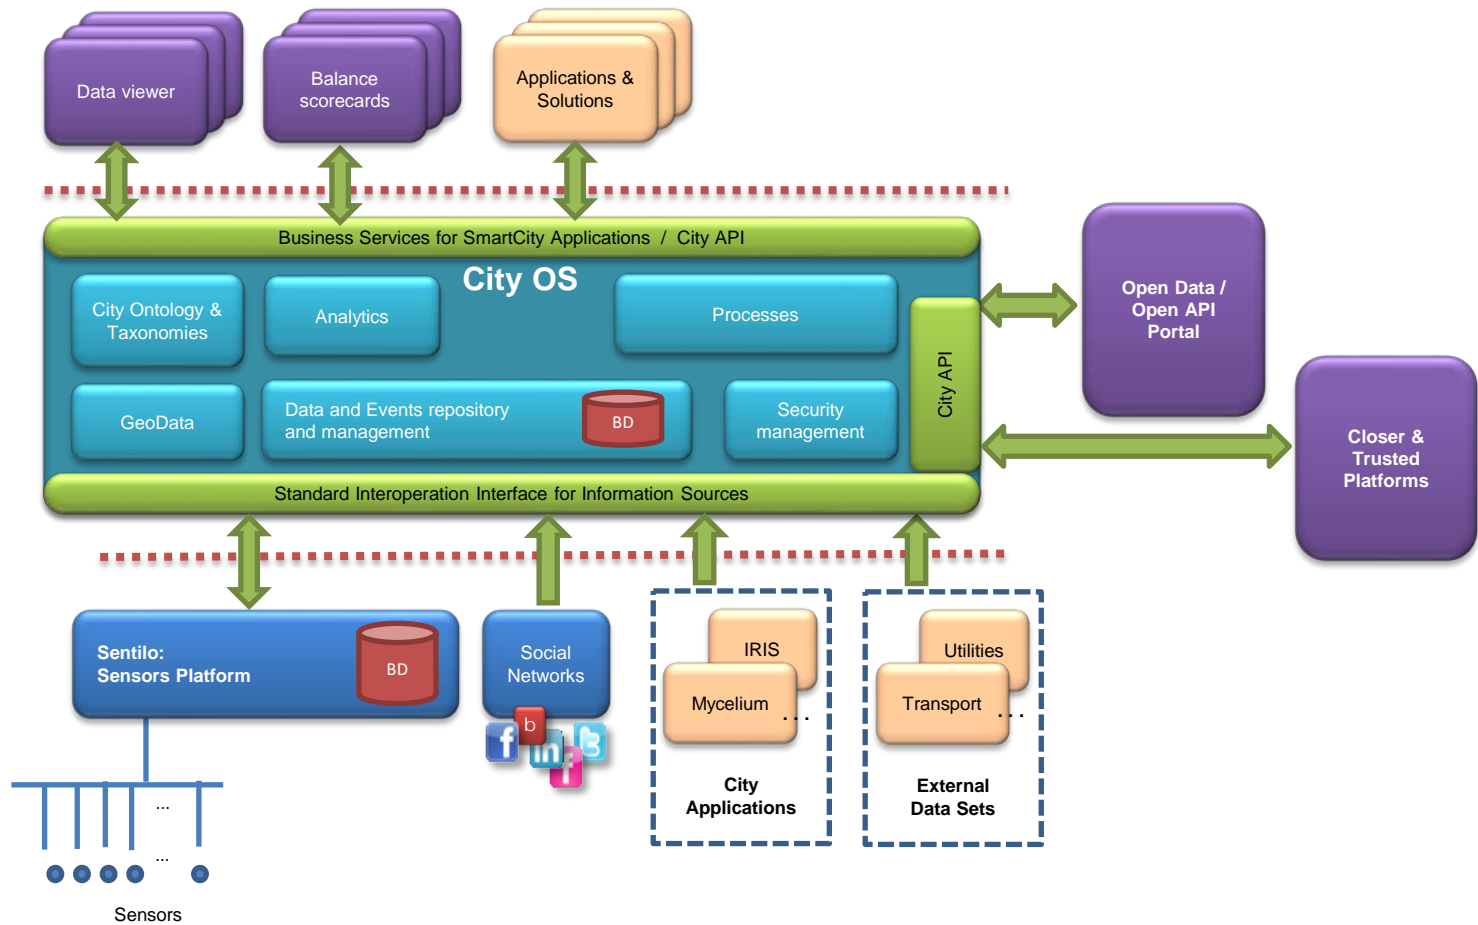 Data viewer
Balance
scorecards
Applications &
Solutions
Business Services for SmartCity Applications / City API
City OS
City Ontology &
Taxonomies
Analytics
Processes
GeoData
Data and Events repository
and management
BD
Security
management
City API
Standard Interoperation Interface for Information Sources
Open Data /
Open API
Portal
Closer &
Trusted
Platforms
Sentilo:
Sensors Platform
BD
Social
Networks
f
b
in
f
t
IRIS
Mycelium
...
City
Applications
Utilities
Transport
...
External
Data Sets
...
...
Sensors